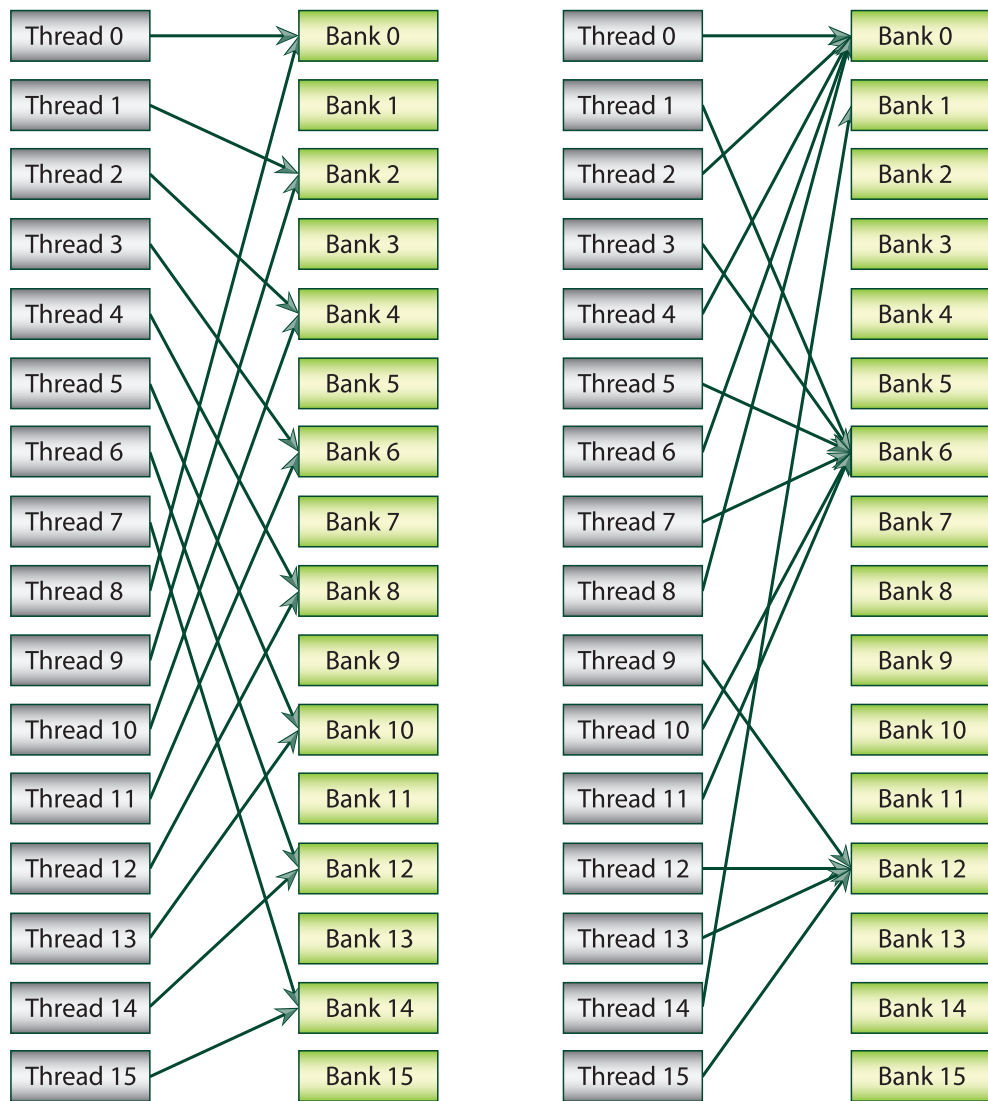 Thread 0 Bank 0 Thread 0 Bank 0
Thread 1 Bank 1 Thread 1 Bank 1
Thread 2 Bank 2 Thread 2 Bank 2
Thread 3 Bank 3 Thread 3 Bank 3
Thread 4 Bank 4 Thread 4 Bank 4
Thread 5 Bank 5 Thread 5 Bank 5
Thread 6 Bank 6 Thread 6 Bank 6
Thread 7 Bank 7 Thread 7 Bank 7
Thread 8 Bank 8 Thread 8 Bank 8
Thread 9 Bank 9 Thread 9 Bank 9
Thread 10 Bank 10 Thread 10 Bank 10
Thread 11 Bank 11 Thread 11 Bank 11
Thread 12 Bank 12 Thread 12 Bank 12
Thread 13 Bank 13 Thread 13 Bank 13
Thread 14 Bank 14 Thread 14 Bank 14
Thread 15 Bank 15 Thread 15 Bank 15